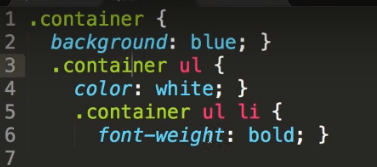 1 .container {
2 background: blue; }
3 .container ul {
4 color: white; }
5 .container ul li {
6 font-weight: bold; }
7